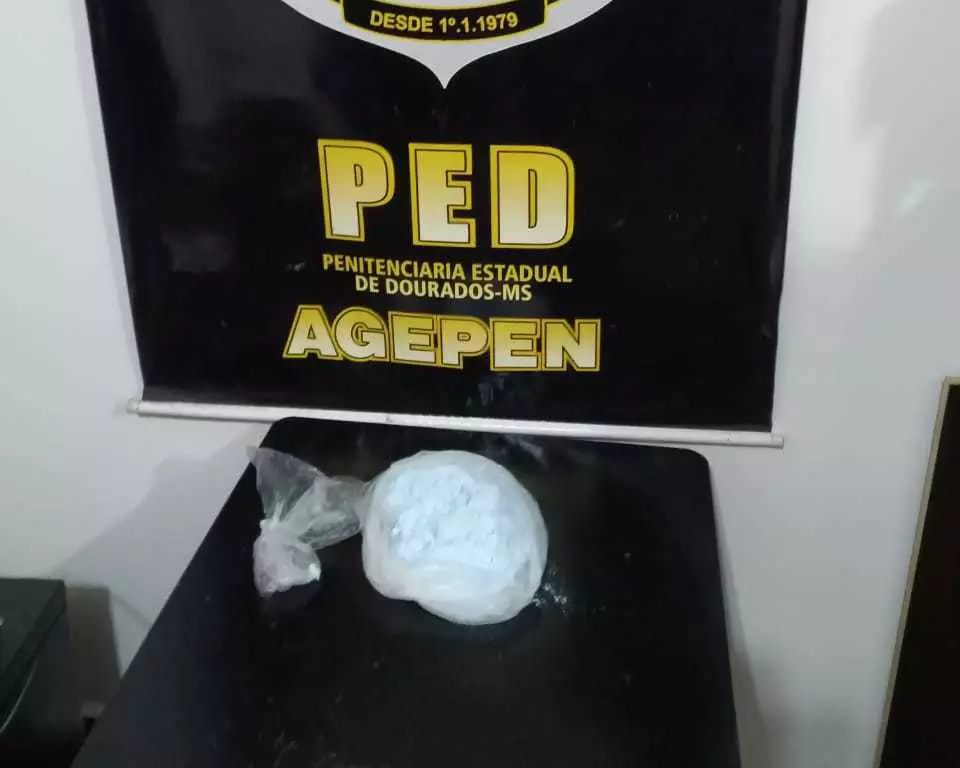 DESDE 1º.1.1979
PED
PENITENCIARIA ESTADUAL
DE DOURADOS-MS
AGEPEN